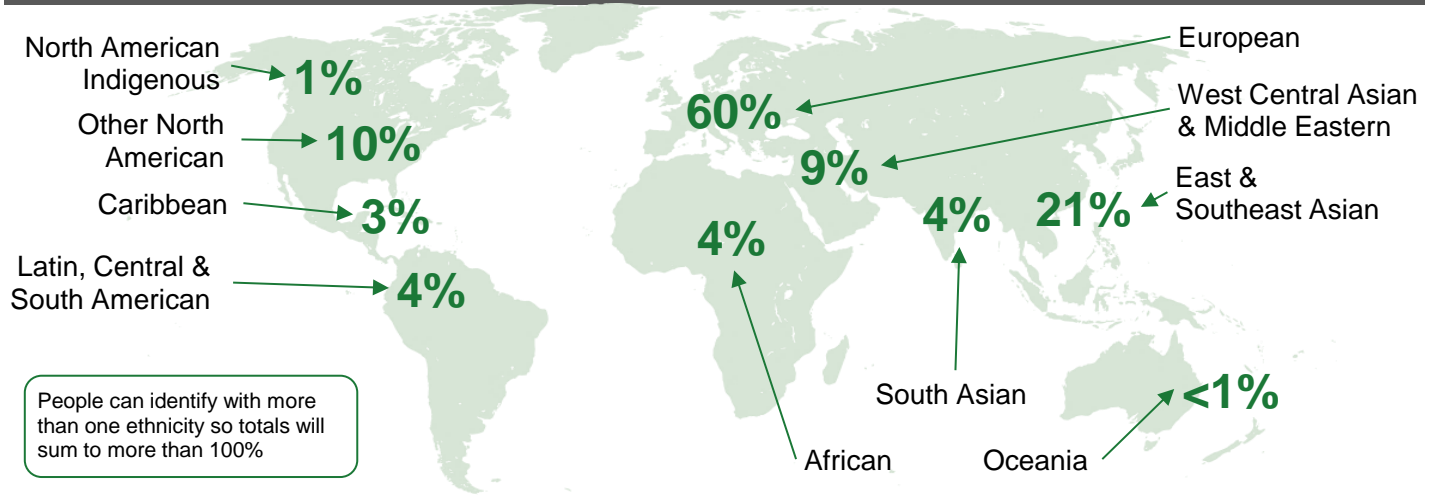 North American
Indigenous
1%
Other North
American
10%
Caribbean
3%
Latin, Central &
South American
4%
European
60%
West Central Asian
& Middle Eastern
9%
East &
Southeast Asian
21%
4%
South Asian
4%
African
Oceania
<1%
People can identify with more
than one ethnicity so totals will
sum to more than 100%